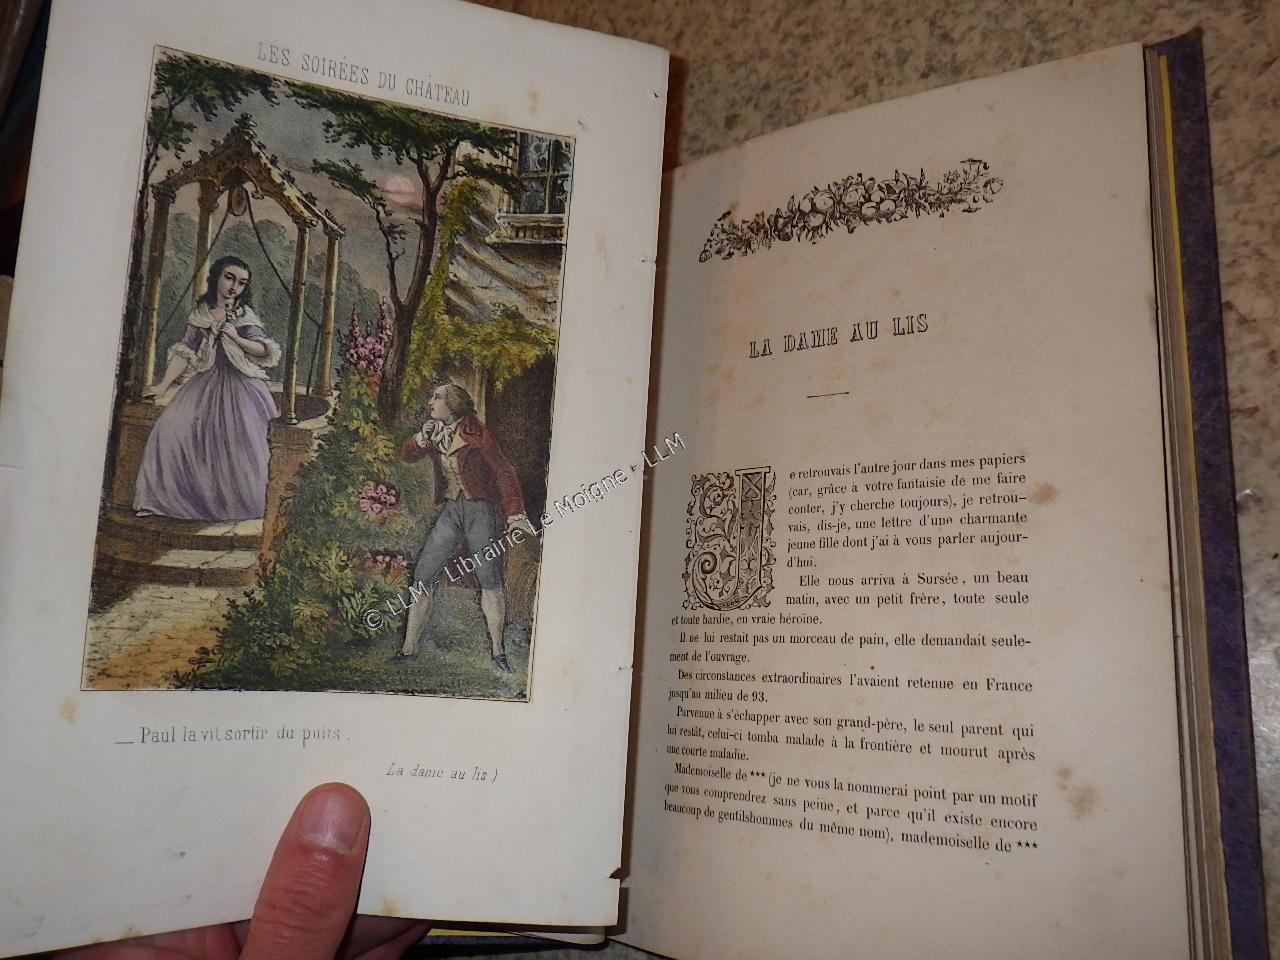 LES SOIRÉES DU CHÂTEAU
— Paul la vit sortir du puits.
La dame au lis)
LA DAME AU LIS
Je retrouvais l'autre jour dans mes papiers
(car, grâce à votre fantaisie de me faire
conter, j'y cherche toujours), je retrou-
vais, dis-je, une lettre d'une charmante
jeune fille dont j'ai à vous parler aujour-
d'hui.
Elle nous arriva à Sursée, un beau
matin, avec un petit frère, toute seule
et toute hardie, en vraie héroïne.
Il ne lui restait pas un morceau de pain, elle demandait seule-
ment de l'ouvrage.
Des circonstances extraordinaires l'avaient retenue en France
jusqu'au milieu de 93.
Parvenue à s'échapper avec son grand-père, le seul parent qui
lui restât, celui-ci tomba malade à la frontière et mourut après
une courte maladie.
Mademoiselle de *** (je ne vous la nommerai point par un motif
que vous comprendrez sans peine, et parce qu'il existe encore
beaucoup de gentilshommes du même nom), mademoiselle de ***
© LLM - Librairie Le Moigne - LLM